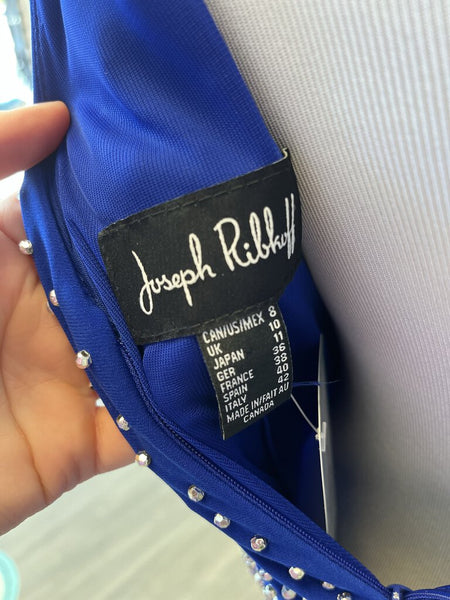 Joseph Ribkoff
CAN/US/MEX 8
UK 10
JAPAN 11
GER 36
FRANCE 38
SPAIN 40
ITALY 42
MADE IN/FAIT AU
CANADA